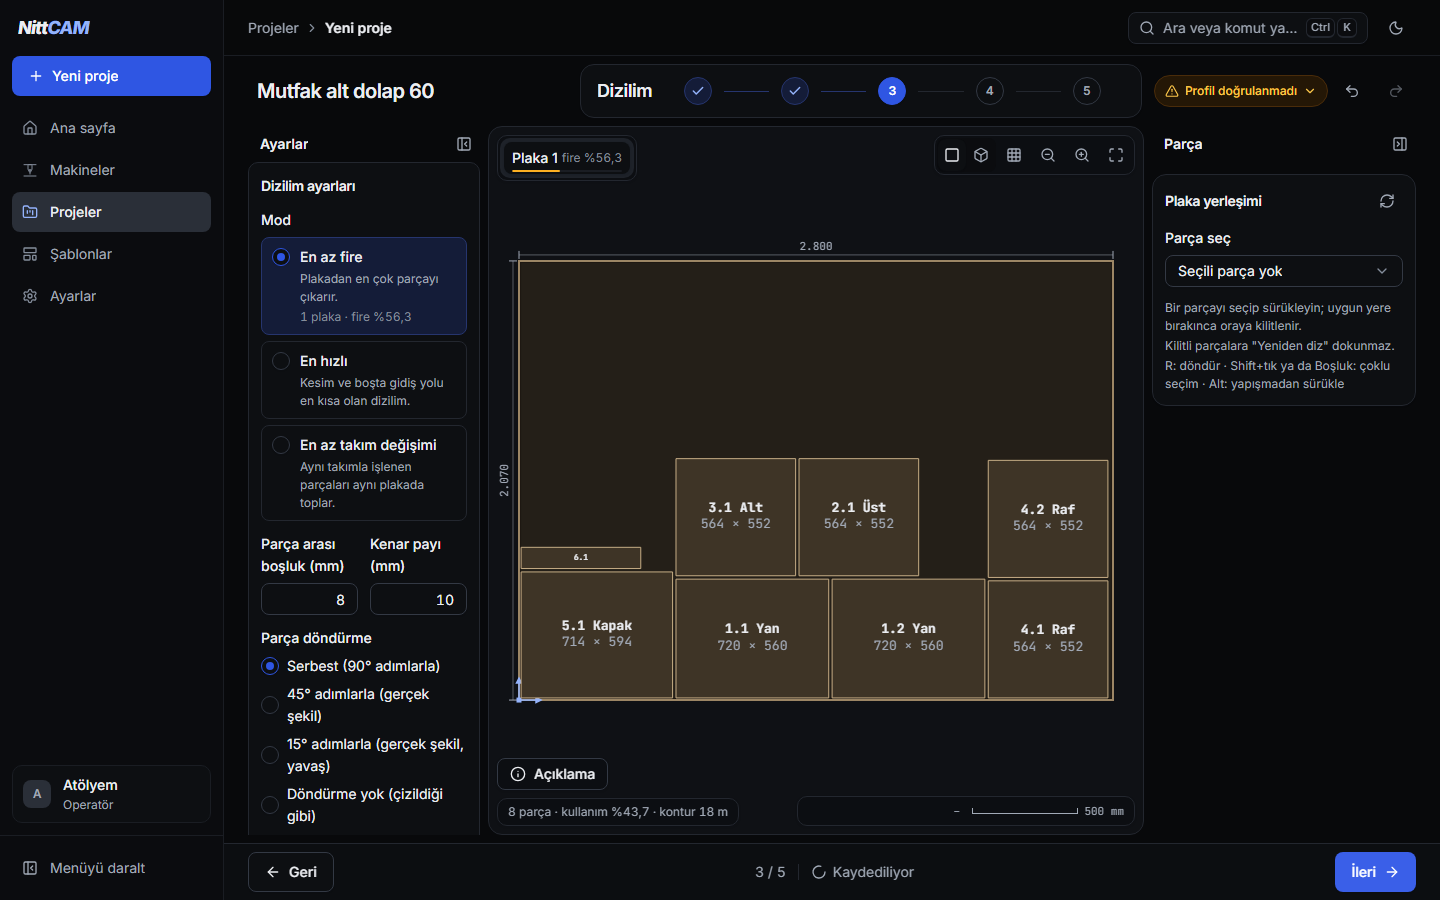 NittCAM
Projeler > Yeni proje
Ara veya komut ya... Ctrl K
Yeni proje
Ana sayfa
Makineler
Projeler
Şablonlar
Ayarlar
A
Atölyem
Operatör
Menüyü daralt
Mutfak alt dolap 60
Dizilim
3
4
5
Profil doğrulanmadı
Ayarlar
Dizilim ayarları
Mod
En az fire
Plakadan en çok parçayı
çıkarır.
1 plaka · fire %56,3
En hızlı
Kesim ve boşta gidiş yolu
en kısa olan dizilim.
En az takım değişimi
Aynı takımla işlenen
parçaları aynı plakada
toplar.
Parça arası
boşluk (mm)
Kenar payı
(mm)
8
10
Parça döndürme
Serbest (90° adımlarla)
45° adımlarla (gerçek
şekil)
15° adımlarla (gerçek şekil,
yavaş)
Döndürme yok (çizildiği
gibi)
Plaka 1 fire %56,3
2.800
2.070
3.1 Alt
564 × 552
2.1 Üst
564 × 552
4.2 Raf
564 × 552
6.1
5.1 Kapak
714 × 594
1.1 Yan
720 × 560
1.2 Yan
720 × 560
4.1 Raf
564 × 552
Açıklama
8 parça · kullanım %43,7 · kontur 18 m
– 500 mm
Parça
Plaka yerleşimi
Parça seç
Seçili parça yok
Bir parçayı seçip sürükleyin; uygun yere
bırakınca oraya kilitlenir.
Kilitli parçalara "Yeniden diz" dokunmaz.
R: döndür · Shift+tık ya da Boşluk: çoklu
seçim · Alt: yapışmadan sürükle
Geri
3 / 5
Kaydediliyor
İleri